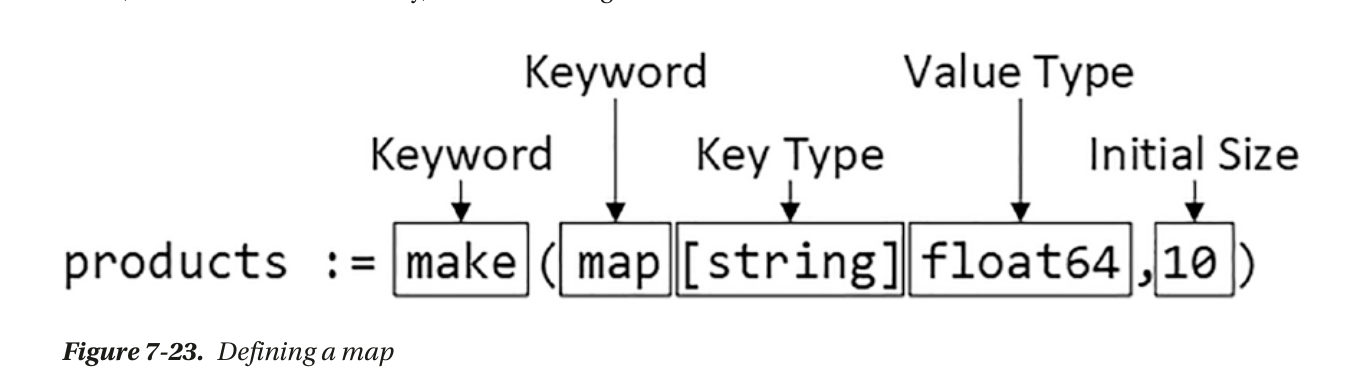 Keyword Value Type
Keyword Key Type Initial Size
products := make ( map [string] float64 ,10 )
Figure 7-23. Defining a map